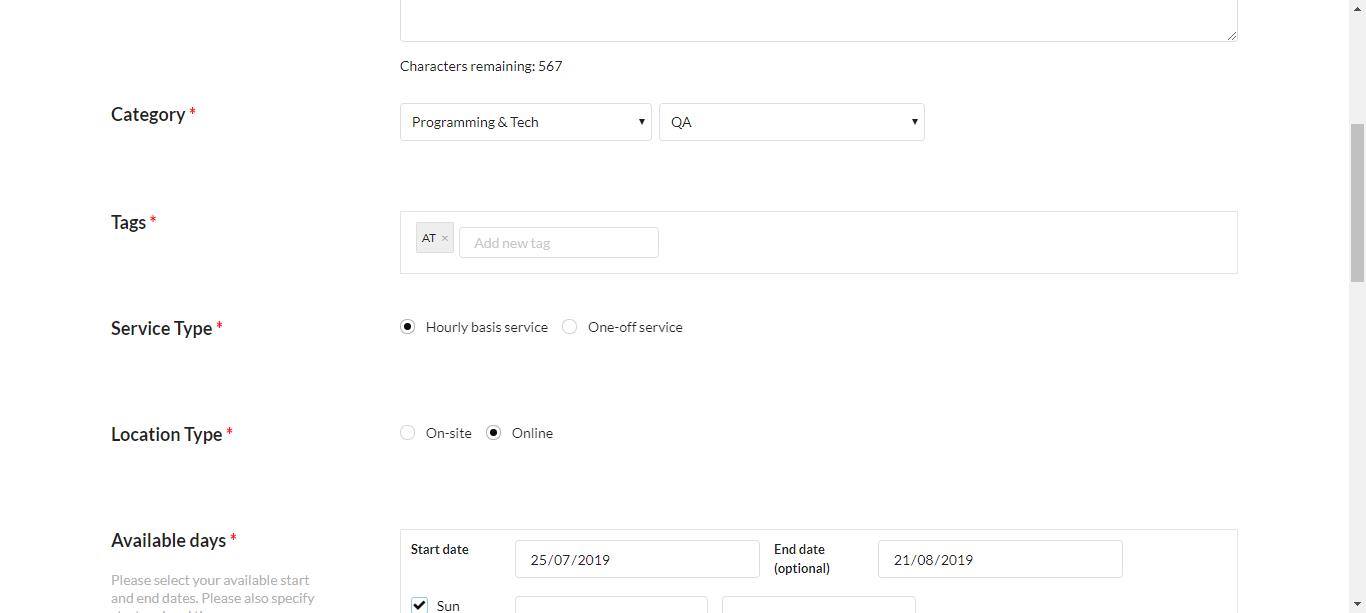 Characters remaining: 567
Category *
Programming & Tech
QA
Tags *
AT ×
Add new tag
Service Type *
Hourly basis service
One-off service
Location Type *
On-site
Online
Available days *
Start date
25/07/2019
End date
(optional)
21/08/2019
Please select your available start
and end dates. Please also specify
Sun